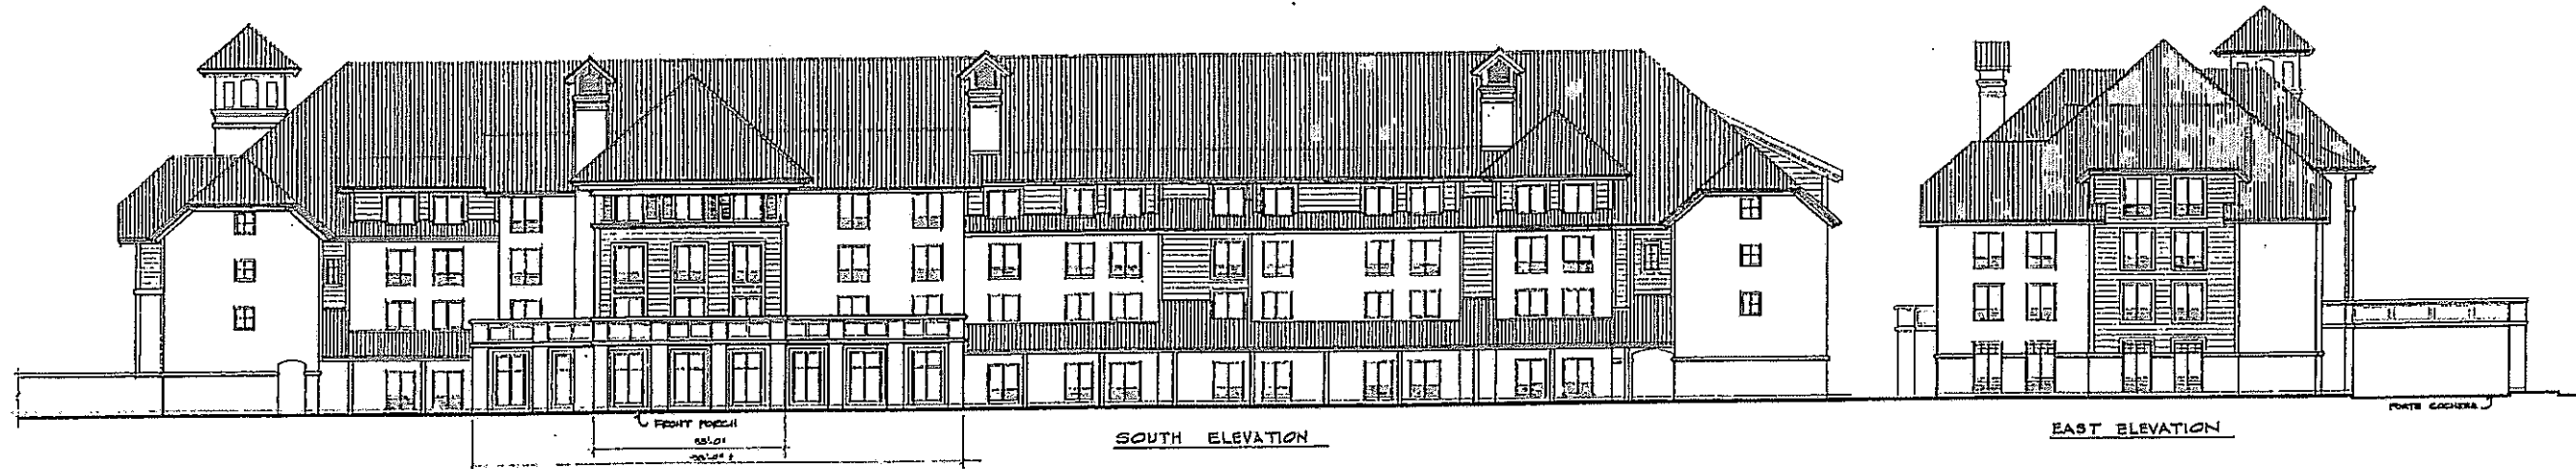 FRONT PORCH
SOUTH ELEVATION
EAST ELEVATION
PORTE COCHERE